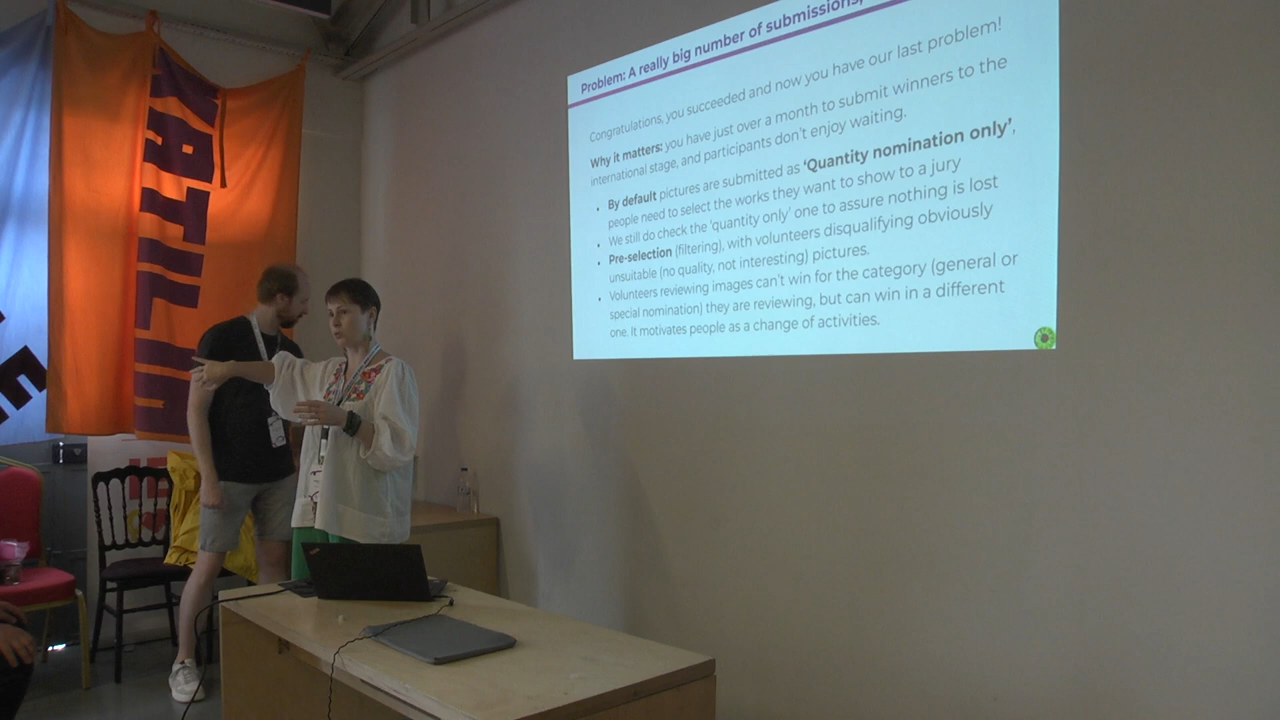 Problem: A really big number of submissions,
Congratulations, you succeeded and now you have our last problem!
Why it matters: you have just over a month to submit winners to the
international stage, and participants don't enjoy waiting.
• By default pictures are submitted as 'Quantity nomination only',
people need to select the works they want to show to a jury
• We still do check the 'quantity only' one to assure nothing is lost
• Pre-selection (filtering), with volunteers disqualifying obviously
unsuitable (no quality, not interesting) pictures.
• Volunteers reviewing images can't win for the category (general or
special nomination) they are reviewing, but can win in a different
one. It motivates people as a change of activities.